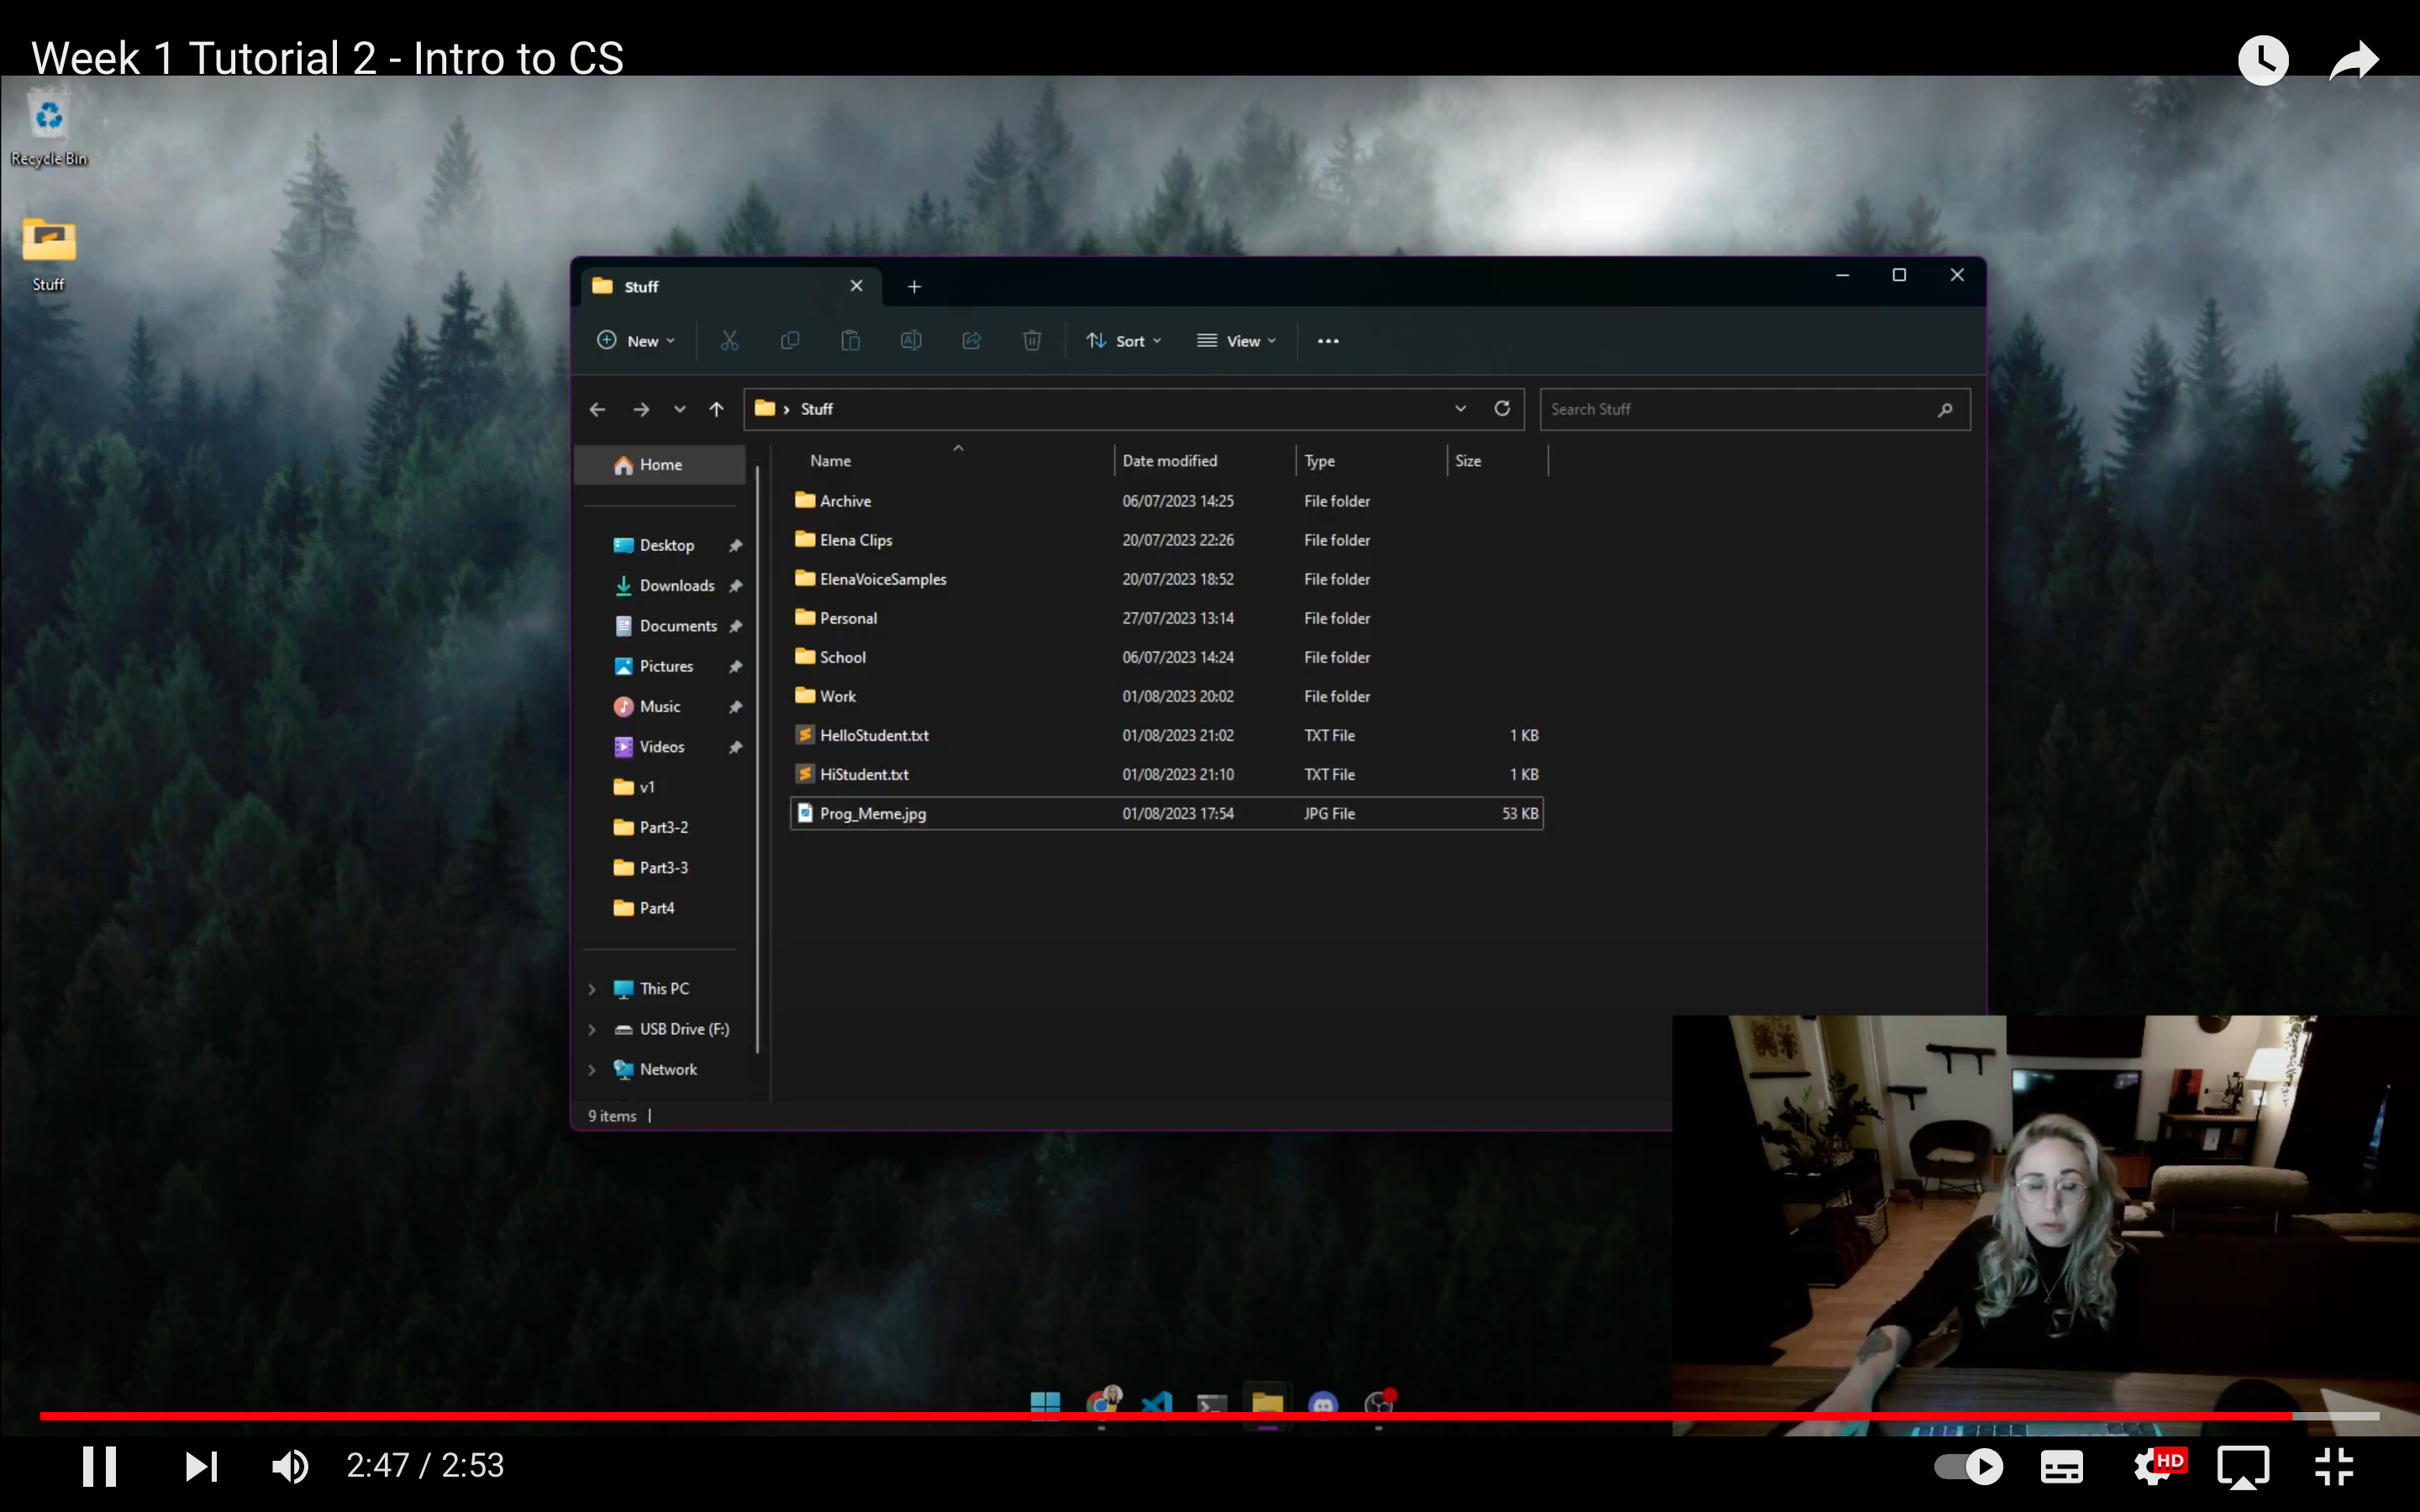 Week 1 Tutorial 2 - Intro to CS
Recycle Bin
Stuff
Stuff
New
Sort
View
Stuff
Search Stuff
Home
Desktop
Downloads
Documents
Pictures
Music
Videos
v1
Part3-2
Part3-3
Part4
This PC
USB Drive (F:)
Network
Name Date modified Type Size
Archive 06/07/2023 14:25 File folder
Elena Clips 20/07/2023 22:26 File folder
ElenaVoiceSamples 20/07/2023 18:52 File folder
Personal 27/07/2023 13:14 File folder
School 06/07/2023 14:24 File folder
Work 01/08/2023 20:02 File folder
HelloStudent.txt 01/08/2023 21:02 TXT File 1 KB
HiStudent.txt 01/08/2023 21:10 TXT File 1 KB
Prog_Meme.jpg 01/08/2023 17:54 JPG File 53 KB
9 items
2:47 / 2:53
HD